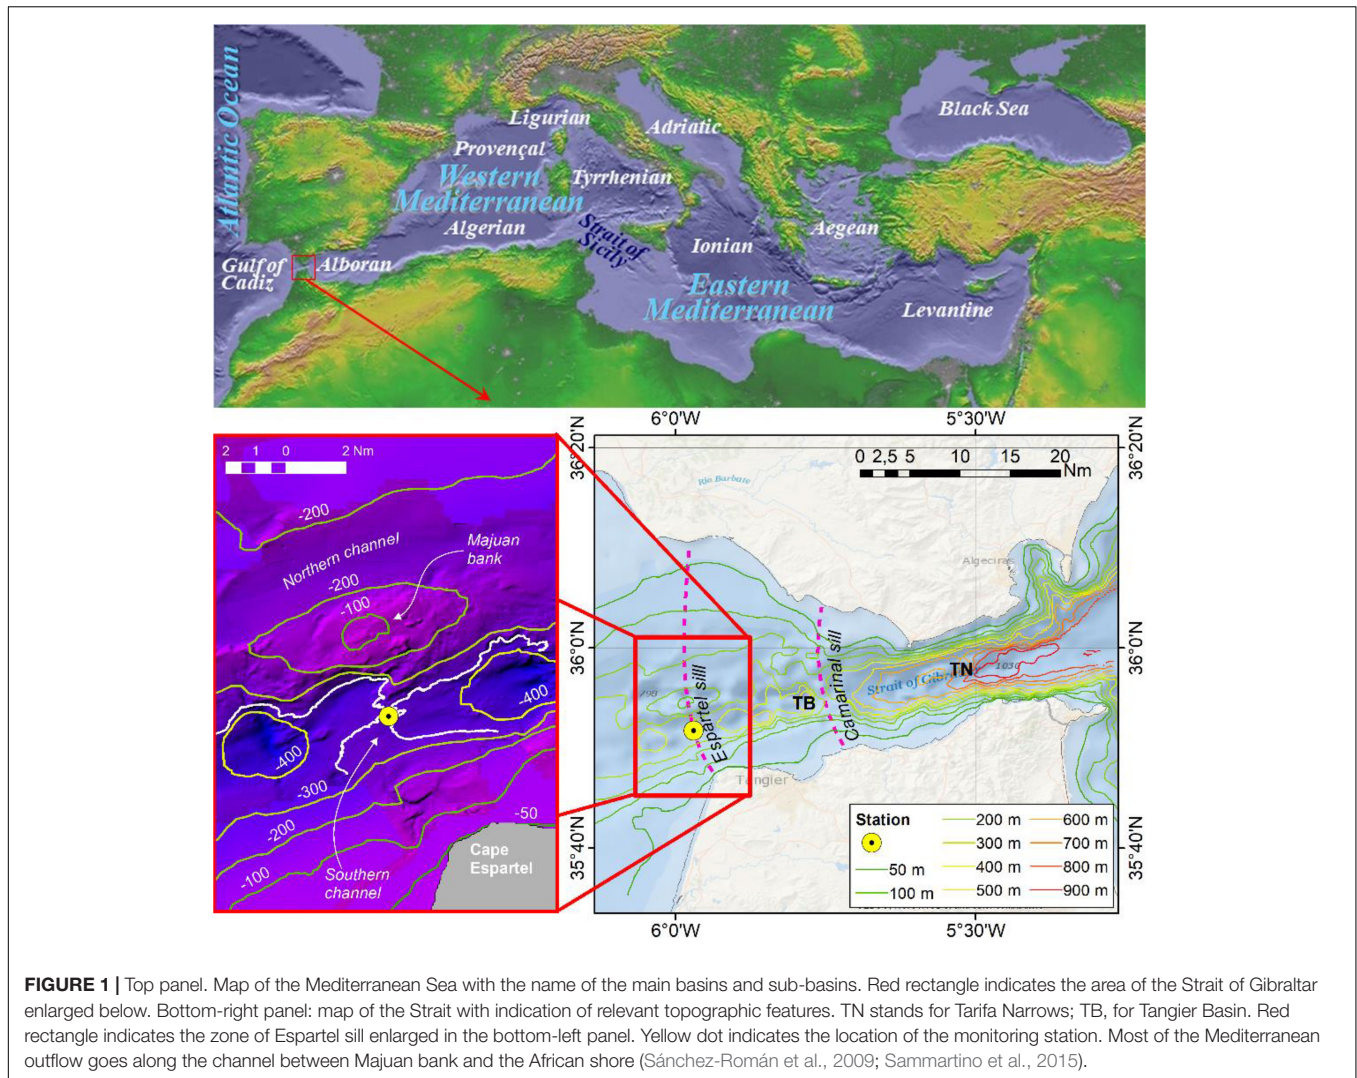 Atlantic Ocean
Black Sea
Ligurian
Adriatic
Provençal
Western
Mediterranean
Tyrrhenian
Algerian
Strait of
Sicily
Ionian
Aegean
Gulf of
Cadiz
Alboran
Eastern
Mediterranean
Levantine
6°0'W
5°30'W
2 1 0 2 Nm
-200
Northern channel
Majuan
bank
-200
-100
-400
-400
-300
-200
-100
-50
Southern
channel
Cape
Espartel
36°20'N
36°20'N
0 2,5 5 10 15 20
Nm
Rio Barbate
Algeciras
36°0'N
36°0'N
Espartel silll
Camarinal sill
TB
TN
1030
Strait of Gibr
798
Tangier
35°40'N
35°40'N
Station
50 m
100 m
200 m
300 m
400 m
500 m
600 m
700 m
800 m
900 m
6°0'W
5°30'W
FIGURE 1 | Top panel. Map of the Mediterranean Sea with the name of the main basins and sub-basins. Red rectangle indicates the area of the Strait of Gibraltar
enlarged below. Bottom-right panel: map of the Strait with indication of relevant topographic features. TN stands for Tarifa Narrows; TB, for Tangier Basin. Red
rectangle indicates the zone of Espartel sill enlarged in the bottom-left panel. Yellow dot indicates the location of the monitoring station. Most of the Mediterranean
outflow goes along the channel between Majuan bank and the African shore (Sánchez-Román et al., 2009; Sammartino et al., 2015).